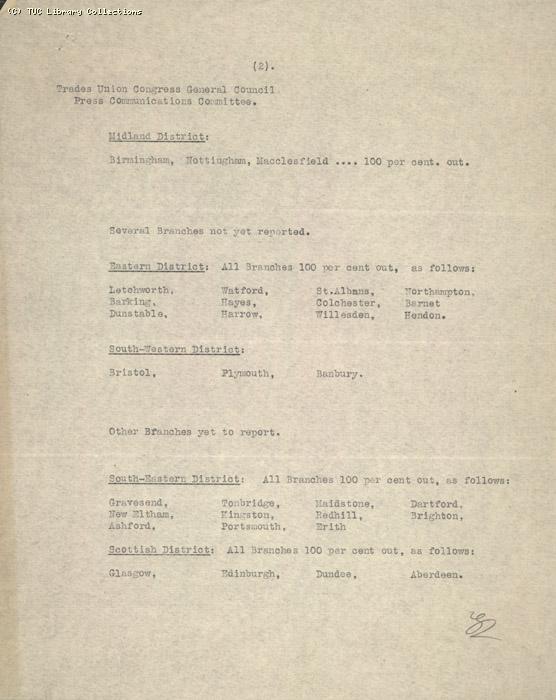 (C) TUC Library Collections
(2).
Trades Union Congress General Council
Press Communications Committee.
Midland District:
Birmingham, Nottingham, Macclesfield .... 100 per cent. out.
Several Branches not yet reported.
Eastern District: All Branches 100 per cent out, as follows:
Letchworth, Watford, St.Albans, Northampton,
Barking, Hayes, Colchester, Barnet
Dunstable, Harrow, Willesden, Hendon.
South-Western District:
Bristol, Plymouth, Banbury.
Other Branches yet to report.
South-Eastern District: All Branches 100 per cent out, as follows:
Gravesend, Tonbridge, Maidstone, Dartford,
New Eltham, Kingston, Redhill, Brighton,
Ashford, Portsmouth, Erith
Scottish District: All Branches 100 per cent out, as follows:
Glasgow, Edinburgh, Dundee, Aberdeen.